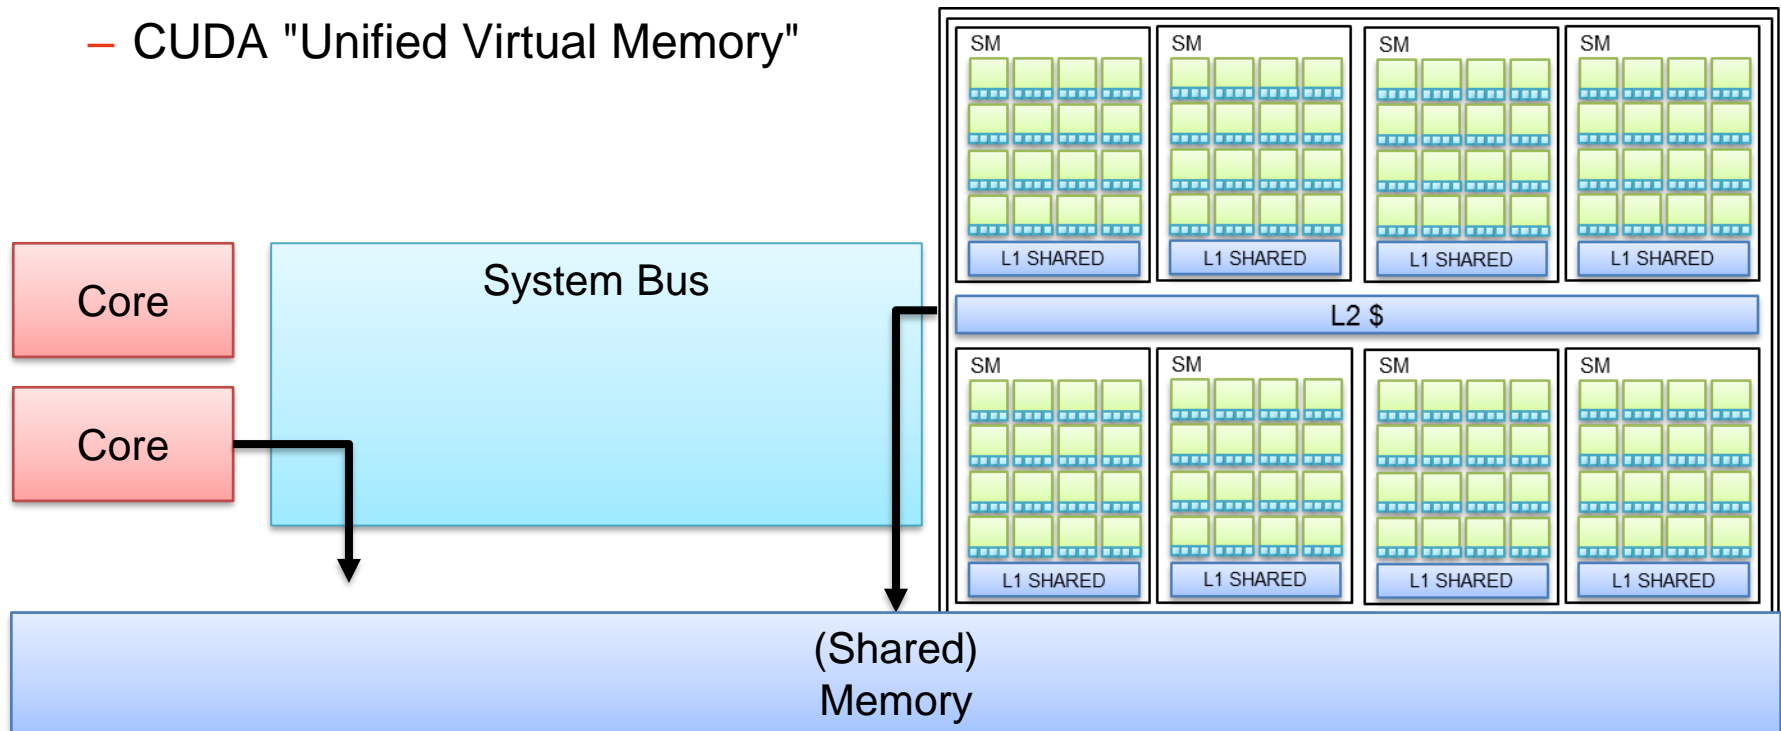 – CUDA "Unified Virtual Memory"
SM
SM
SM
SM
L1 SHARED
L1 SHARED
L1 SHARED
L1 SHARED
Core
System Bus
L2 $
Core
SM
SM
SM
SM
L1 SHARED
L1 SHARED
L1 SHARED
L1 SHARED
(Shared)
Memory